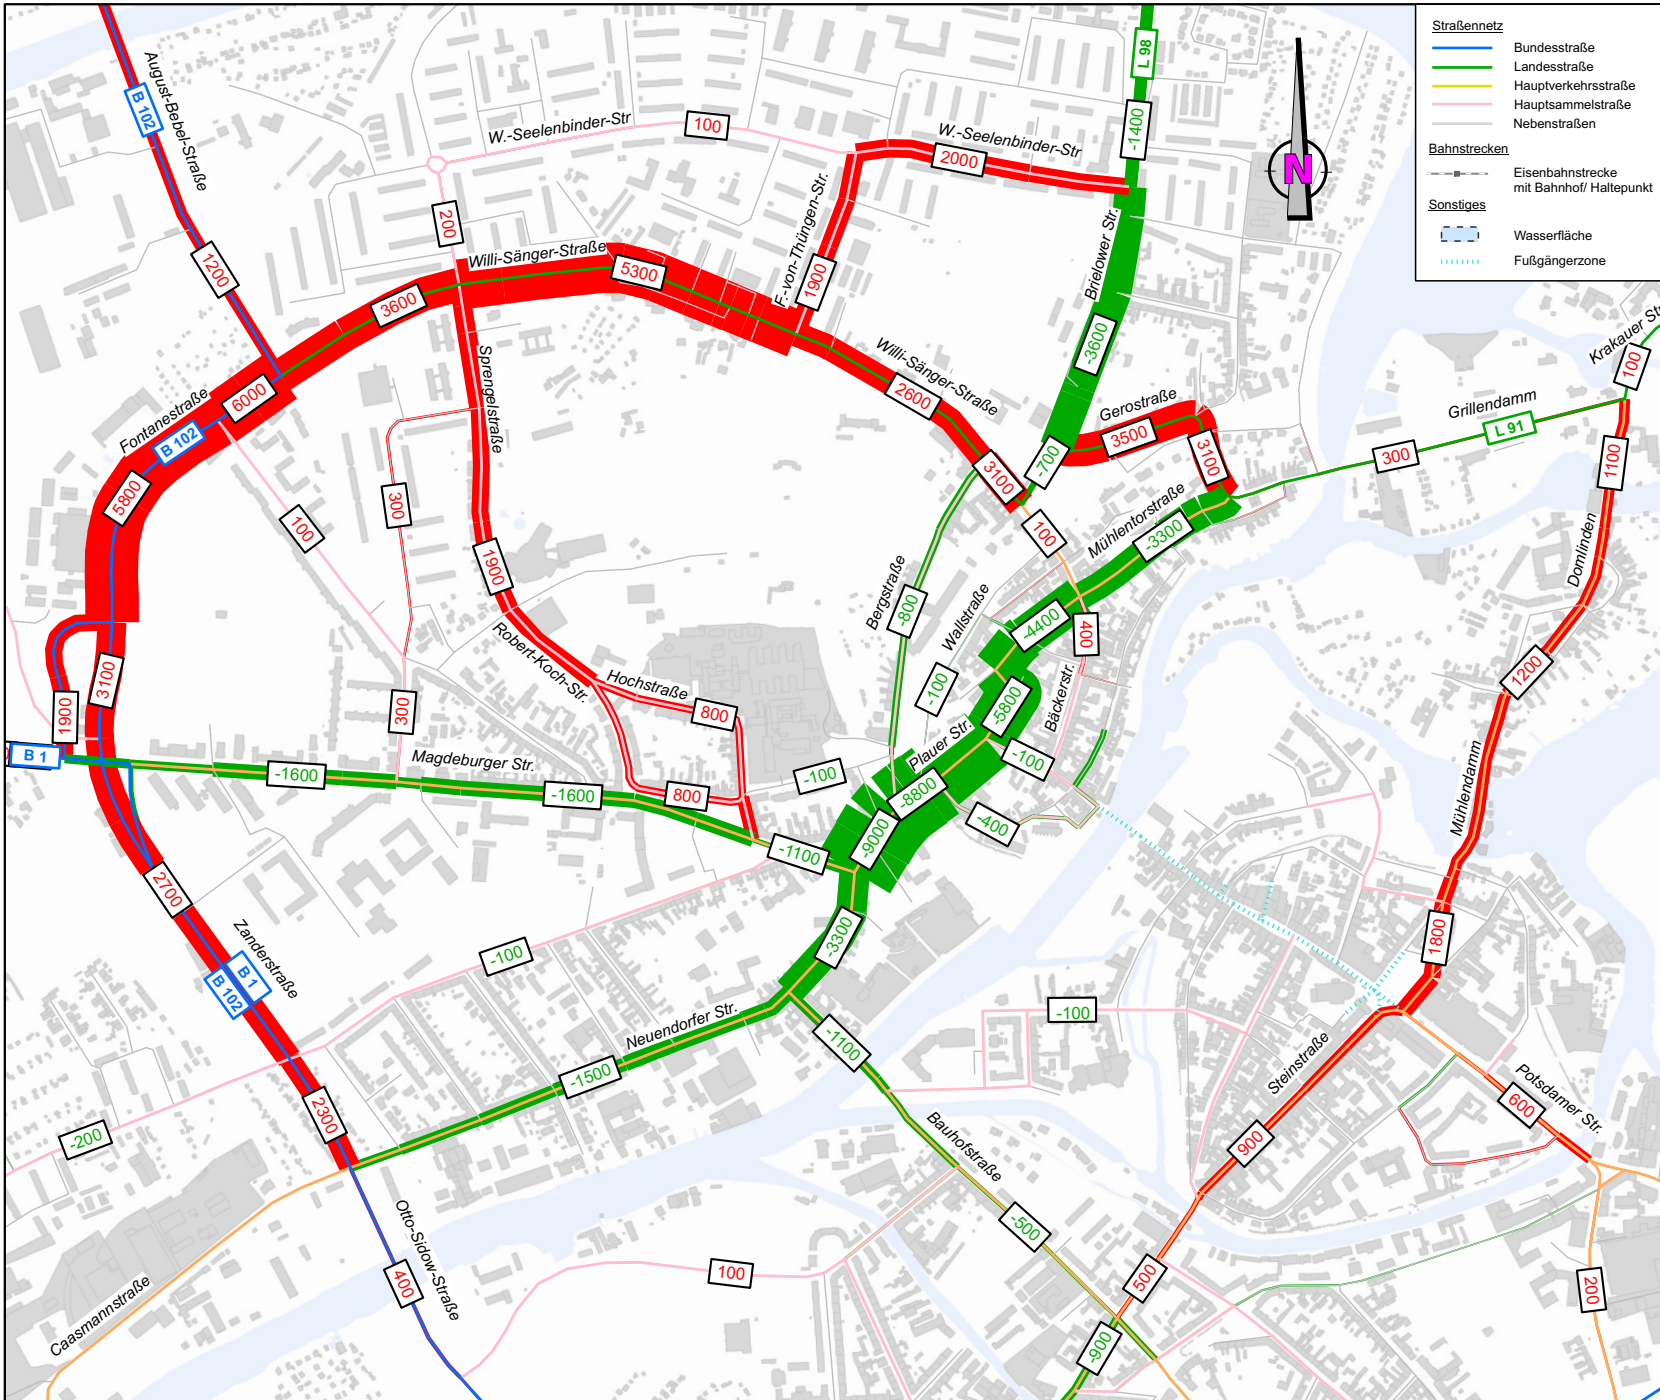 Straßennetz
Bundesstraße
Landesstraße
Hauptverkehrsstraße
Hauptsammelstraße
Nebenstraßen
Bahnstrecken
Eisenbahnstrecke
mit Bahnhof/ Haltepunkt
Sonstiges
Wasserfläche
Fußgängerzone
N
L 98
-1400
B 102
August-Bebel-Straße
W.-Seelenbinder-Str
100
W.-Seelenbinder-Str
2000
200
1200
Willi-Sänger-Straße
5300
F.-von-Thüngen-Str.
1900
Brielower Str.
-3600
3600
Sprengelstraße
Willi-Sänger-Straße
2600
Gerostraße
3500
3100
Krakauer Str
100
Grillendamm
L 91
300
1100
Fontanestraße
6000
B 102
5800
100
300
-700
3100
100
Mühlentorstraße
-3300
Domlinden
1900
Bergstraße
-800
Wallstraße
-4400
400
Robert-Koch-Str.
Hochstraße
800
-100
-5800
Bäckerstr.
1200
3100
1900
300
B 1
Magdeburger Str.
-1600
-1600
800
-100
Plauer Str.
-8800
-100
-400
-9000
-1100
Mühlendamm
2700
-3300
1800
Zanderstraße
B 1
B 102
-100
-100
Neuendorfer Str.
-1500
-1100
Steinstraße
Potsdamer Str.
600
900
2300
-200
Bauhofstraße
-500
Otto-Sidow-Straße
400
100
500
200
Caasmannstraße
-900